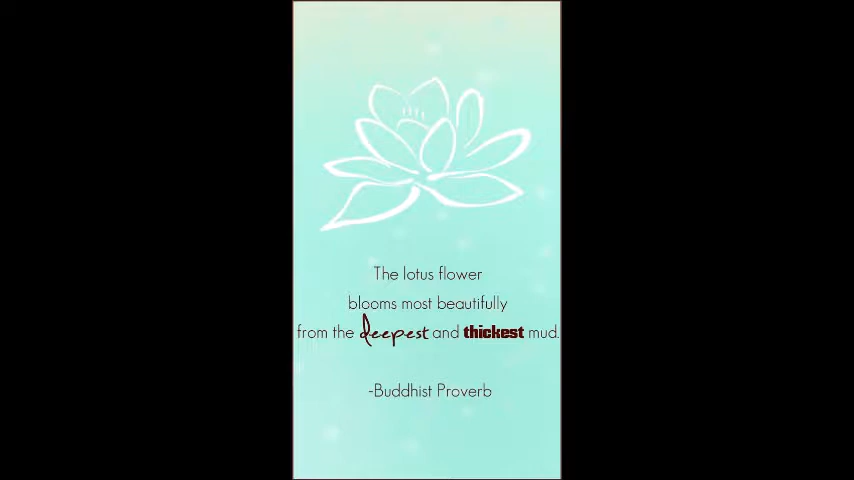 The lotus flower
blooms most beautifully
from the deepest and thickest mud.
-Buddhist Proverb